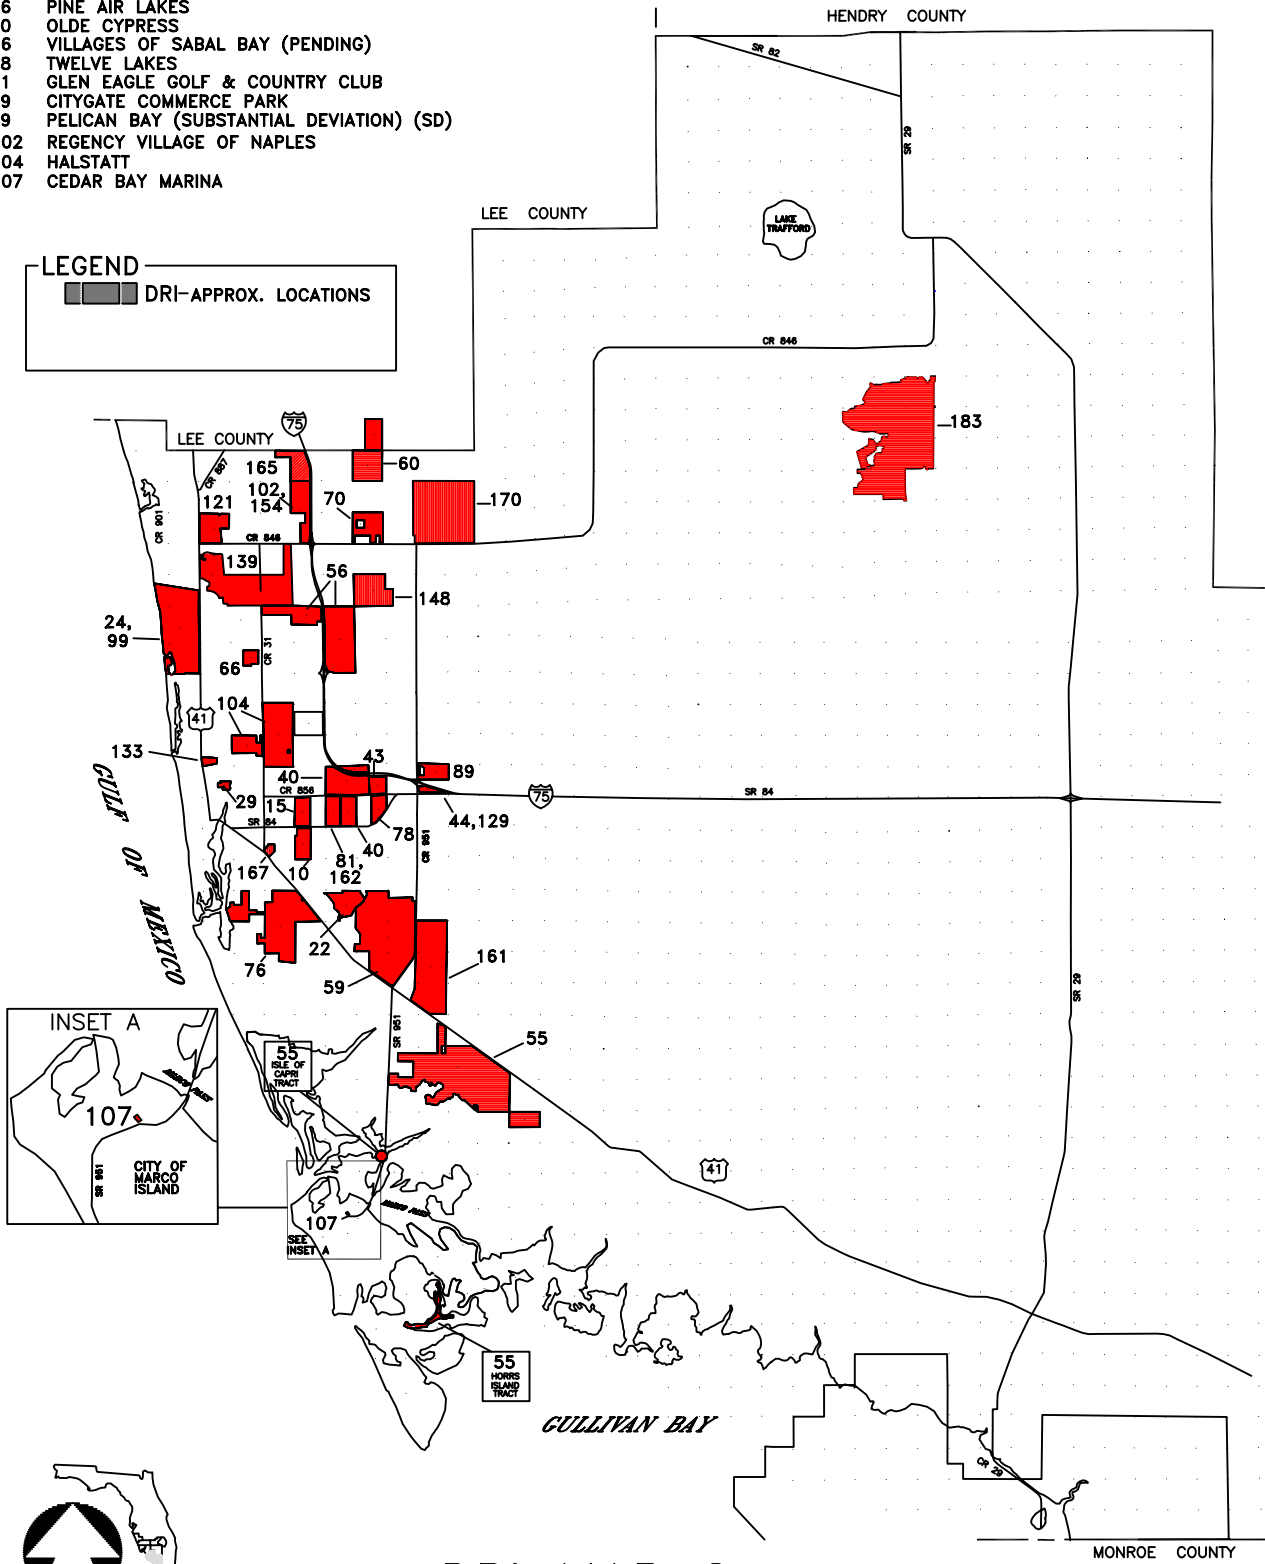 6 PINE AIR LAKES
0 OLDE CYPRESS
6 VILLAGES OF SABAL BAY (PENDING)
8 TWELVE LAKES
1 GLEN EAGLE GOLF & COUNTRY CLUB
9 CITYGATE COMMERCE PARK
9 PELICAN BAY (SUBSTANTIAL DEVIATION) (SD)
02 REGENCY VILLAGE OF NAPLES
04 HALSTATT
07 CEDAR BAY MARINA
HENDRY COUNTY
SR 82
SR 29
LEE COUNTY
LAKE
TRAFFORD
LEGEND
DRI-APPROX. LOCATIONS
CR 846
183
75
LEE COUNTY
CR 887
165
60
102,
154
70
170
121
CR 901
CR 846
139
56
148
24,
99
CR 31
66
104
41
133
43
40
89
CR 856
29
15
75
SR 84
SR 84
44,129
78
40
81,
162
CR 951
167
10
GULF OF MEXICO
22
76
59
161
SR 29
INSET A
107
CITY OF
MARCO
ISLAND
SR 951
SR 951
55
ISLE OF
CAPRI
TRACT
55
41
107
SEE
INSET A
55
HORRS
ISLAND
TRACT
GULLIVAN BAY
CR 29
MONROE COUNTY